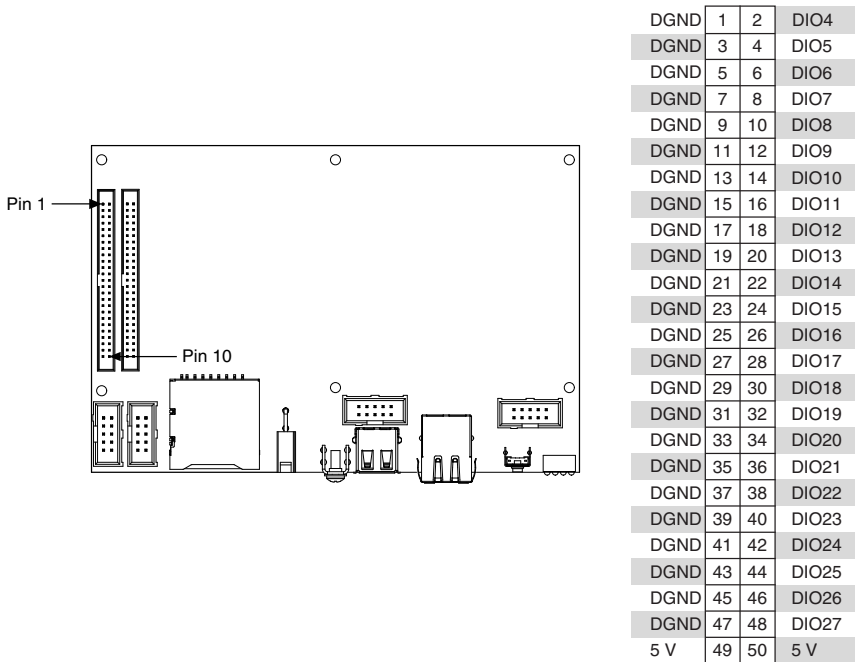 Pin 1
Pin 10
DGND 1 2 DIO4
DGND 3 4 DIO5
DGND 5 6 DIO6
DGND 7 8 DIO7
DGND 9 10 DIO8
DGND 11 12 DIO9
DGND 13 14 DIO10
DGND 15 16 DIO11
DGND 17 18 DIO12
DGND 19 20 DIO13
DGND 21 22 DIO14
DGND 23 24 DIO15
DGND 25 26 DIO16
DGND 27 28 DIO17
DGND 29 30 DIO18
DGND 31 32 DIO19
DGND 33 34 DIO20
DGND 35 36 DIO21
DGND 37 38 DIO22
DGND 39 40 DIO23
DGND 41 42 DIO24
DGND 43 44 DIO25
DGND 45 46 DIO26
DGND 47 48 DIO27
5 V 49 50 5 V